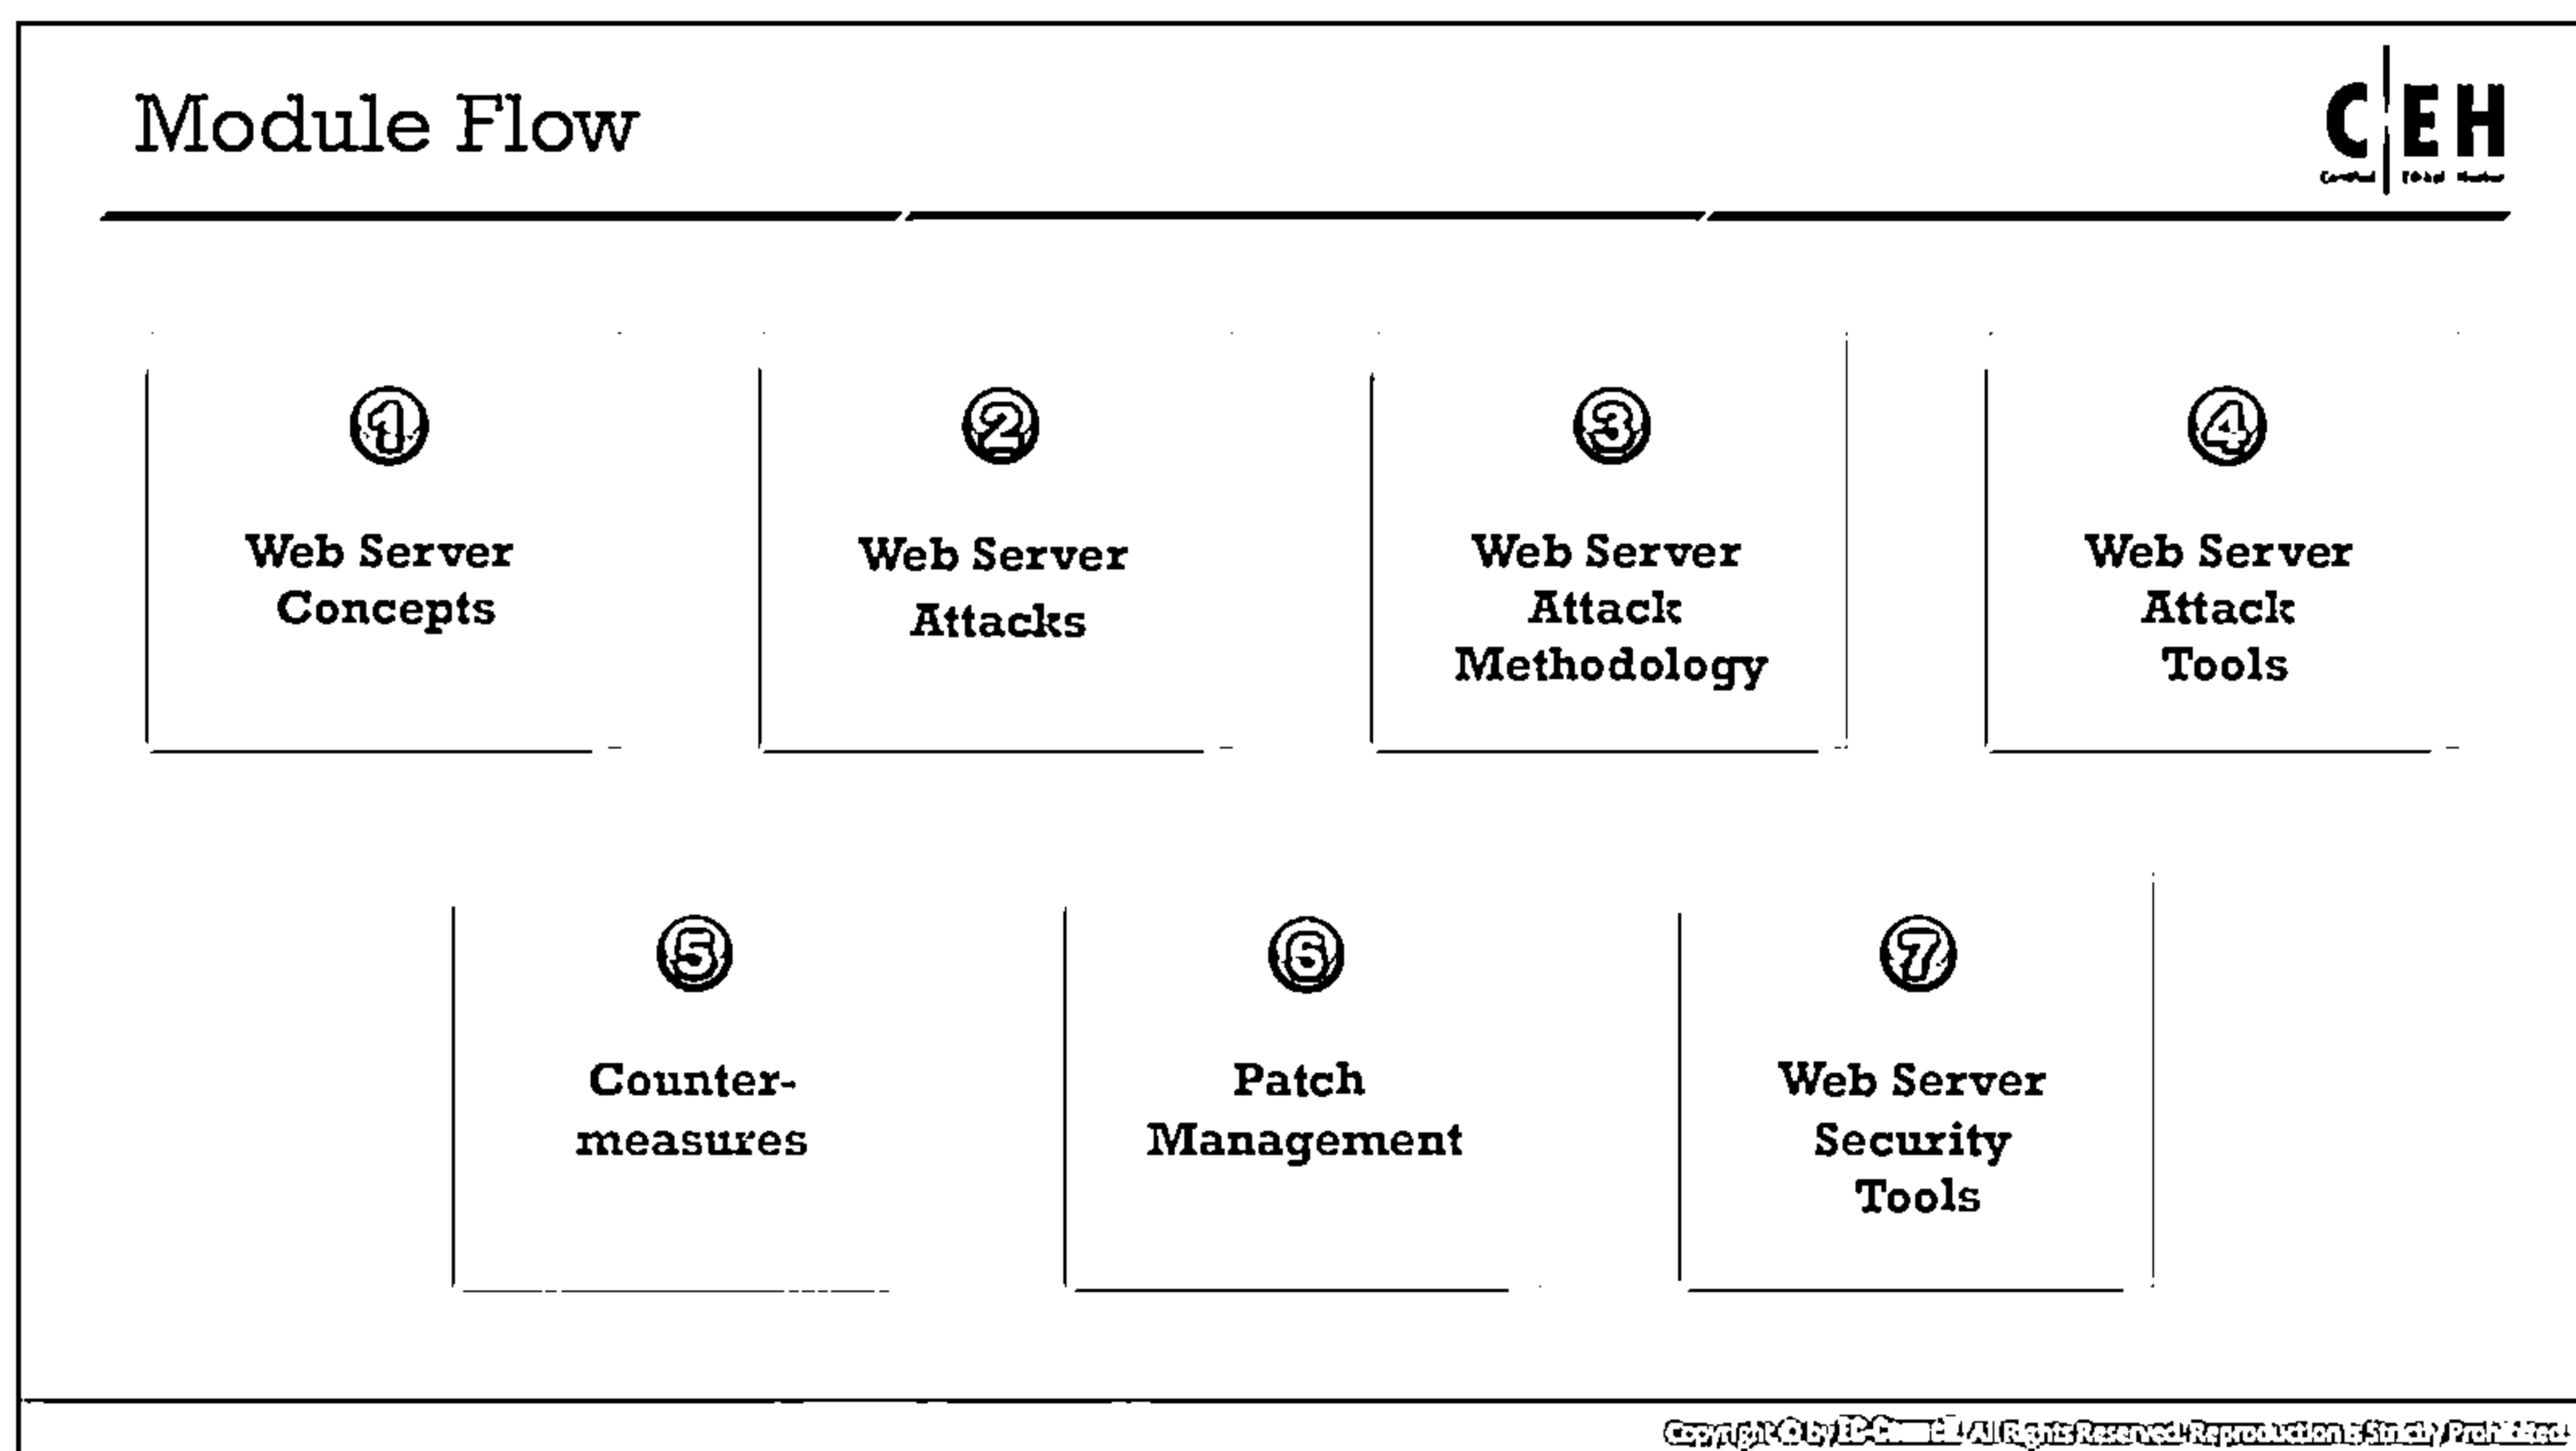 Module Flow
CEH
1
Web Server
Concepts
2
Web Server
Attacks
3
Web Server
Attack
Methodology
4
Web Server
Attack
Tools
5
Counter-
measures
6
Patch
Management
7
Web Server
Security
Tools
Copyright © by EC-Council. All Rights Reserved. Reproduction is Strictly Prohibited.